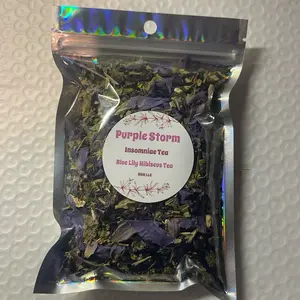 Purple Storm
Insomniac Tea
Blue Lily Hibiscus Tea